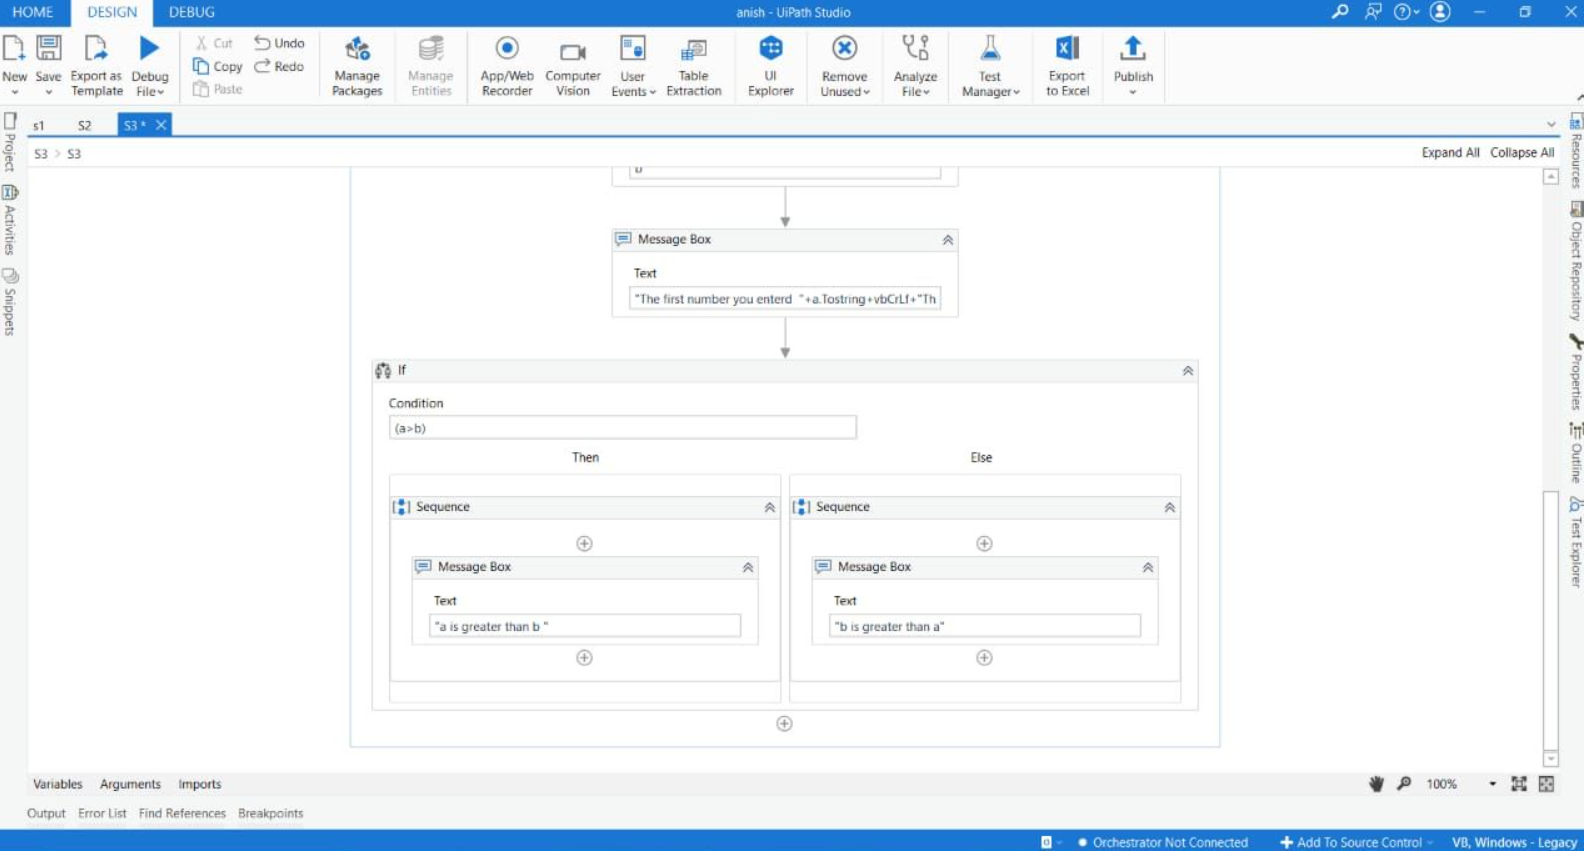 HOME DESIGN DEBUG anish - UiPath Studio
New Save Export as Template Debug File Cut Copy Paste Undo Redo Manage Packages Manage Entities App/Web Recorder Computer Vision User Events Table Extraction UI Explorer Remove Unused Analyze File Test Manager Export to Excel Publish
s1 S2 S3 *
S3 > S3 Expand All Collapse All
Project
Activities
Snippets
Resources
Object Repository
Properties
Outline
Test Explorer
Message Box
Text
"The first number you enterd "+a.Tostring+vbCrLf+"Th
If
Condition
(a>b)
Then Else
Sequence Sequence
Message Box Message Box
Text Text
"a is greater than b " "b is greater than a"
Variables Arguments Imports 100%
Output Error List Find References Breakpoints
Orchestrator Not Connected Add To Source Control VB, Windows - Legacy